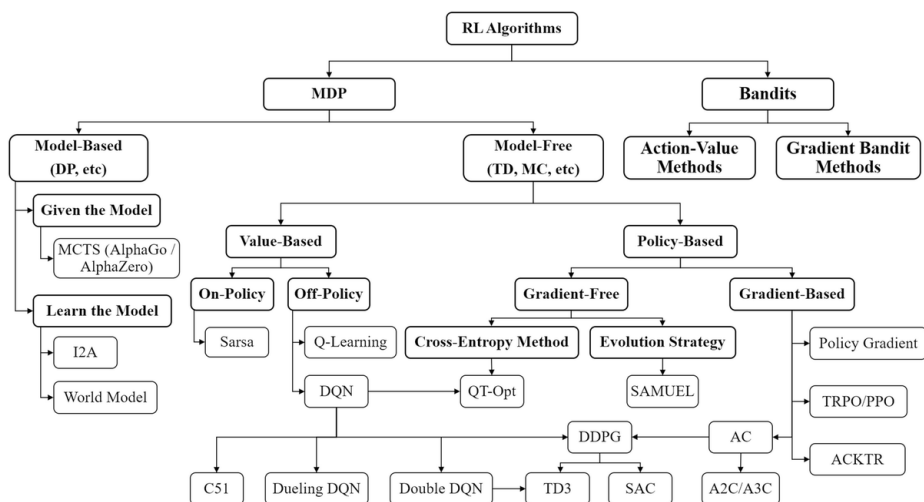 RL Algorithms
MDP
Bandits
Model-Based
(DP, etc)
Model-Free
(TD, MC, etc)
Action-Value
Methods
Gradient Bandit
Methods
Given the Model
MCTS (AlphaGo /
AlphaZero)
Learn the Model
I2A
World Model
Value-Based
Policy-Based
On-Policy
Off-Policy
Gradient-Free
Gradient-Based
Sarsa
Q-Learning
Cross-Entropy Method
Evolution Strategy
Policy Gradient
DQN
QT-Opt
SAMUEL
TRPO/PPO
DDPG
AC
ACKTR
C51
Dueling DQN
Double DQN
TD3
SAC
A2C/A3C